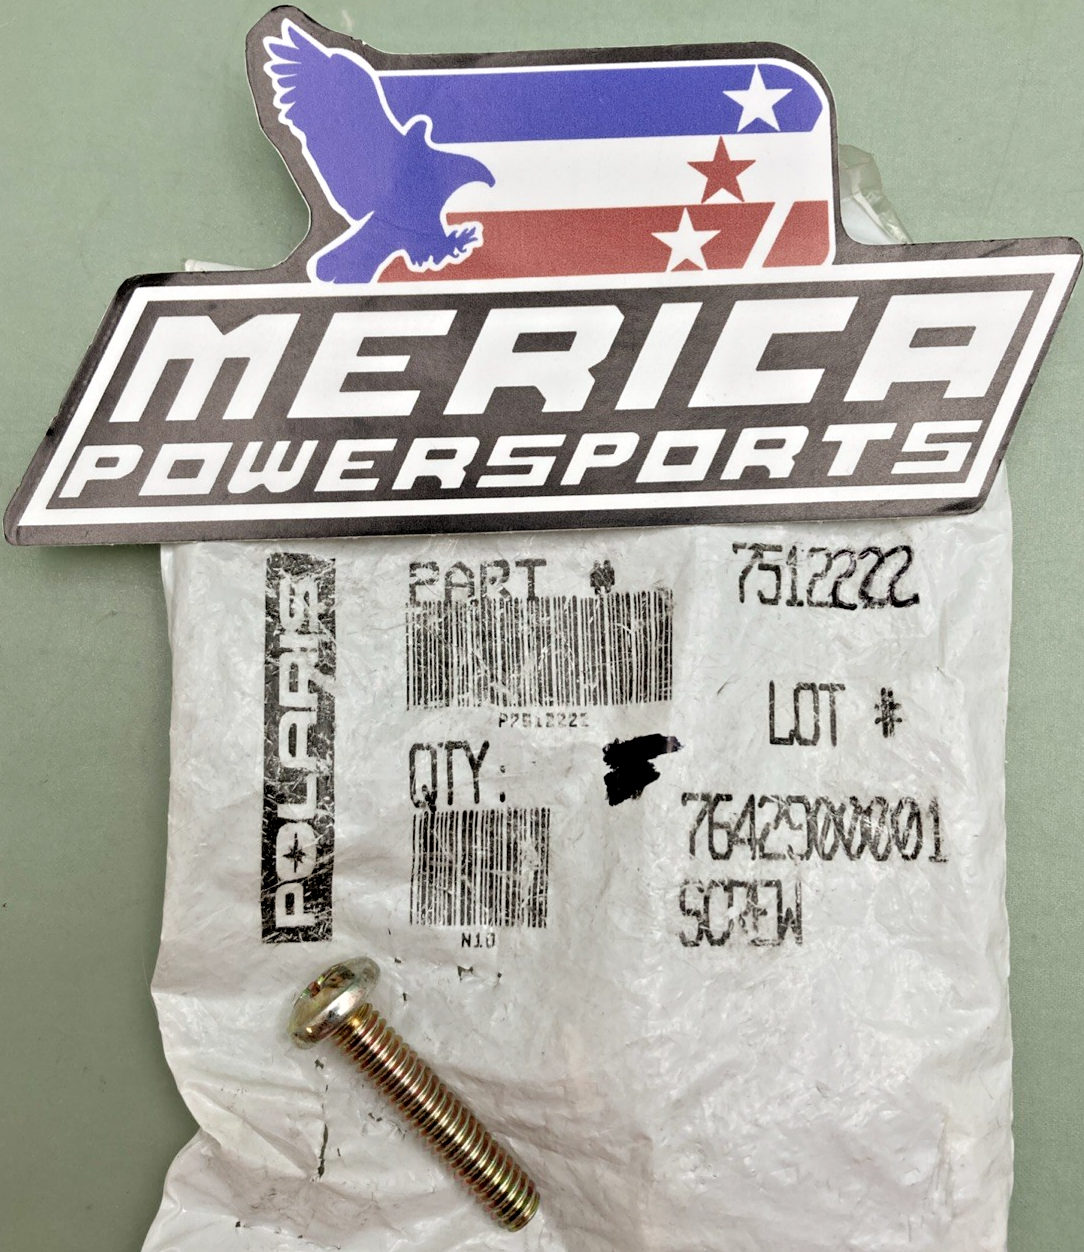 MERICA
POWERSPORTS
POLARIS
PART #
7512222
P7512222
LOT #
QTY:
7642900001
SCREW
N10